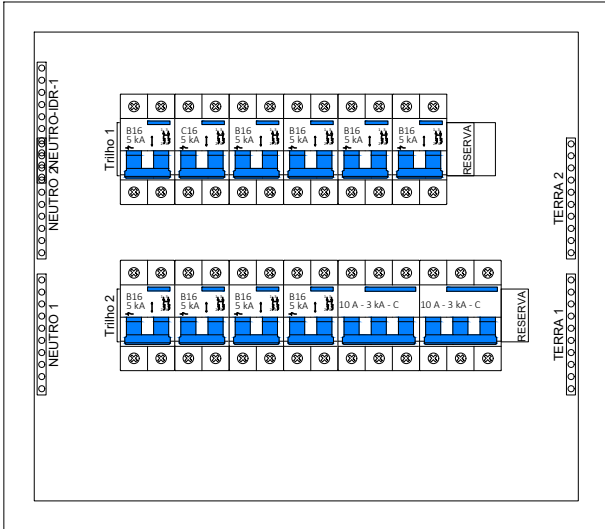 NEUTRO-IDR-1
NEUTRO 2
NEUTRO 1
Trilho 1
B16
5 kA
C16
5 kA
B16
5 kA
B16
5 kA
B16
5 kA
B16
5 kA
RESERVA
Trilho 2
B16
5 kA
B16
5 kA
B16
5 kA
B16
5 kA
10 A - 3 kA - C
10 A - 3 kA - C
RESERVA
TERRA 2
TERRA 1